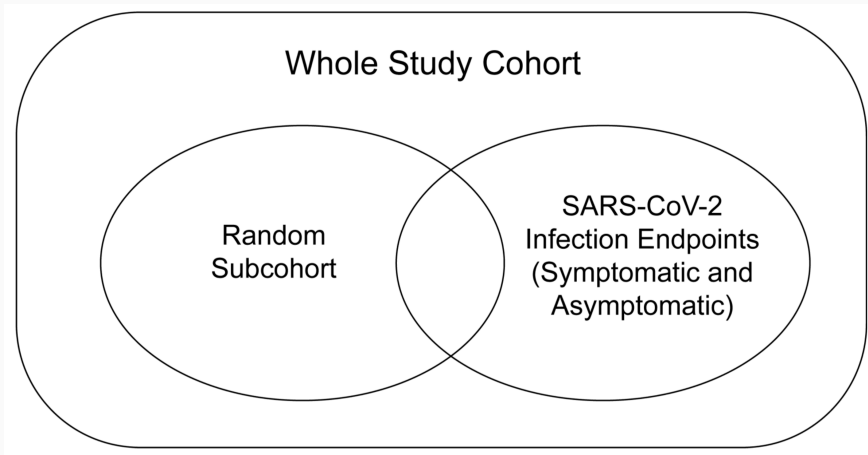 Whole Study Cohort
Random
Subcohort
SARS-CoV-2
Infection Endpoints
(Symptomatic and
Asymptomatic)